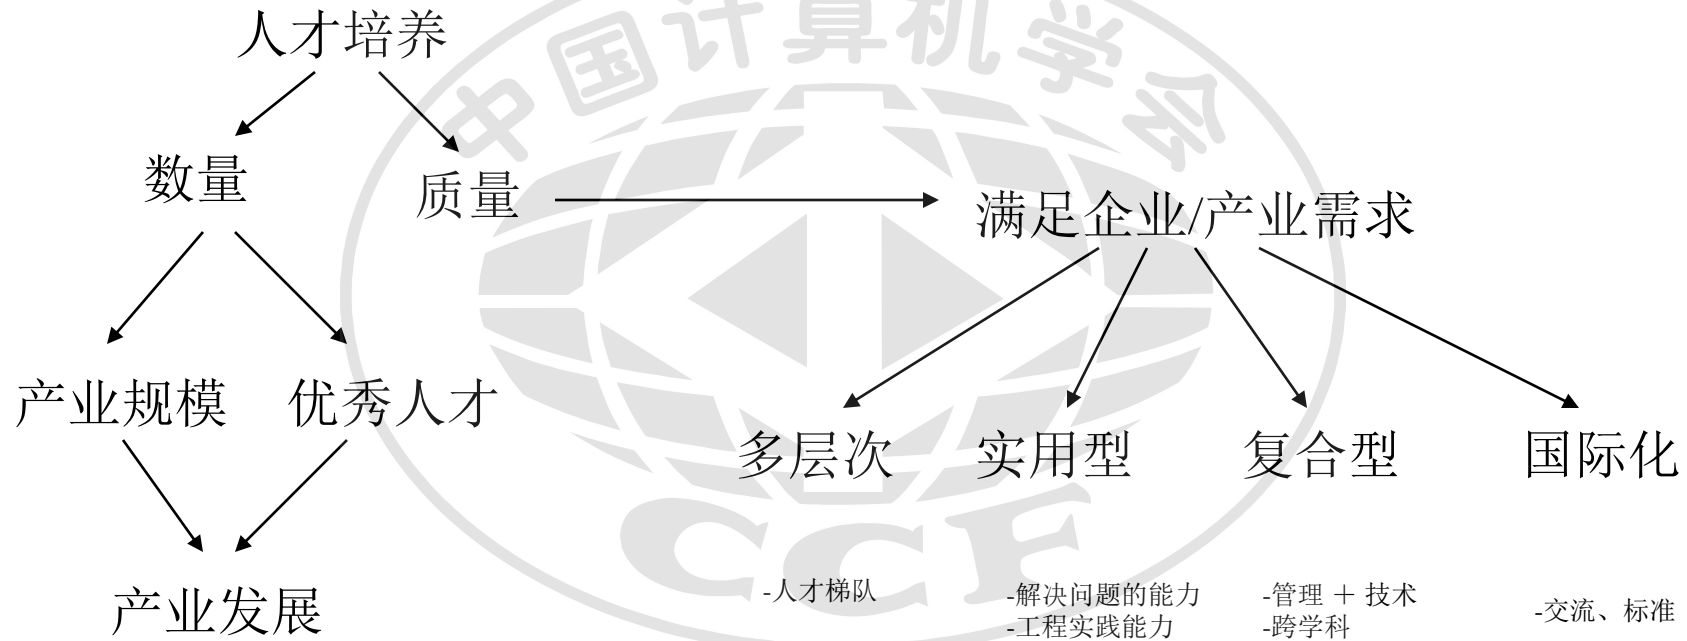 中国计算机学会
人才培养
数量
质量
满足企业/产业需求
产业规模
优秀人才
多层次
实用型
复合型
国际化
CCF
产业发展
-人才梯队
-解决问题的能力
-工程实践能力
-管理 + 技术
-跨学科
-交流、标准